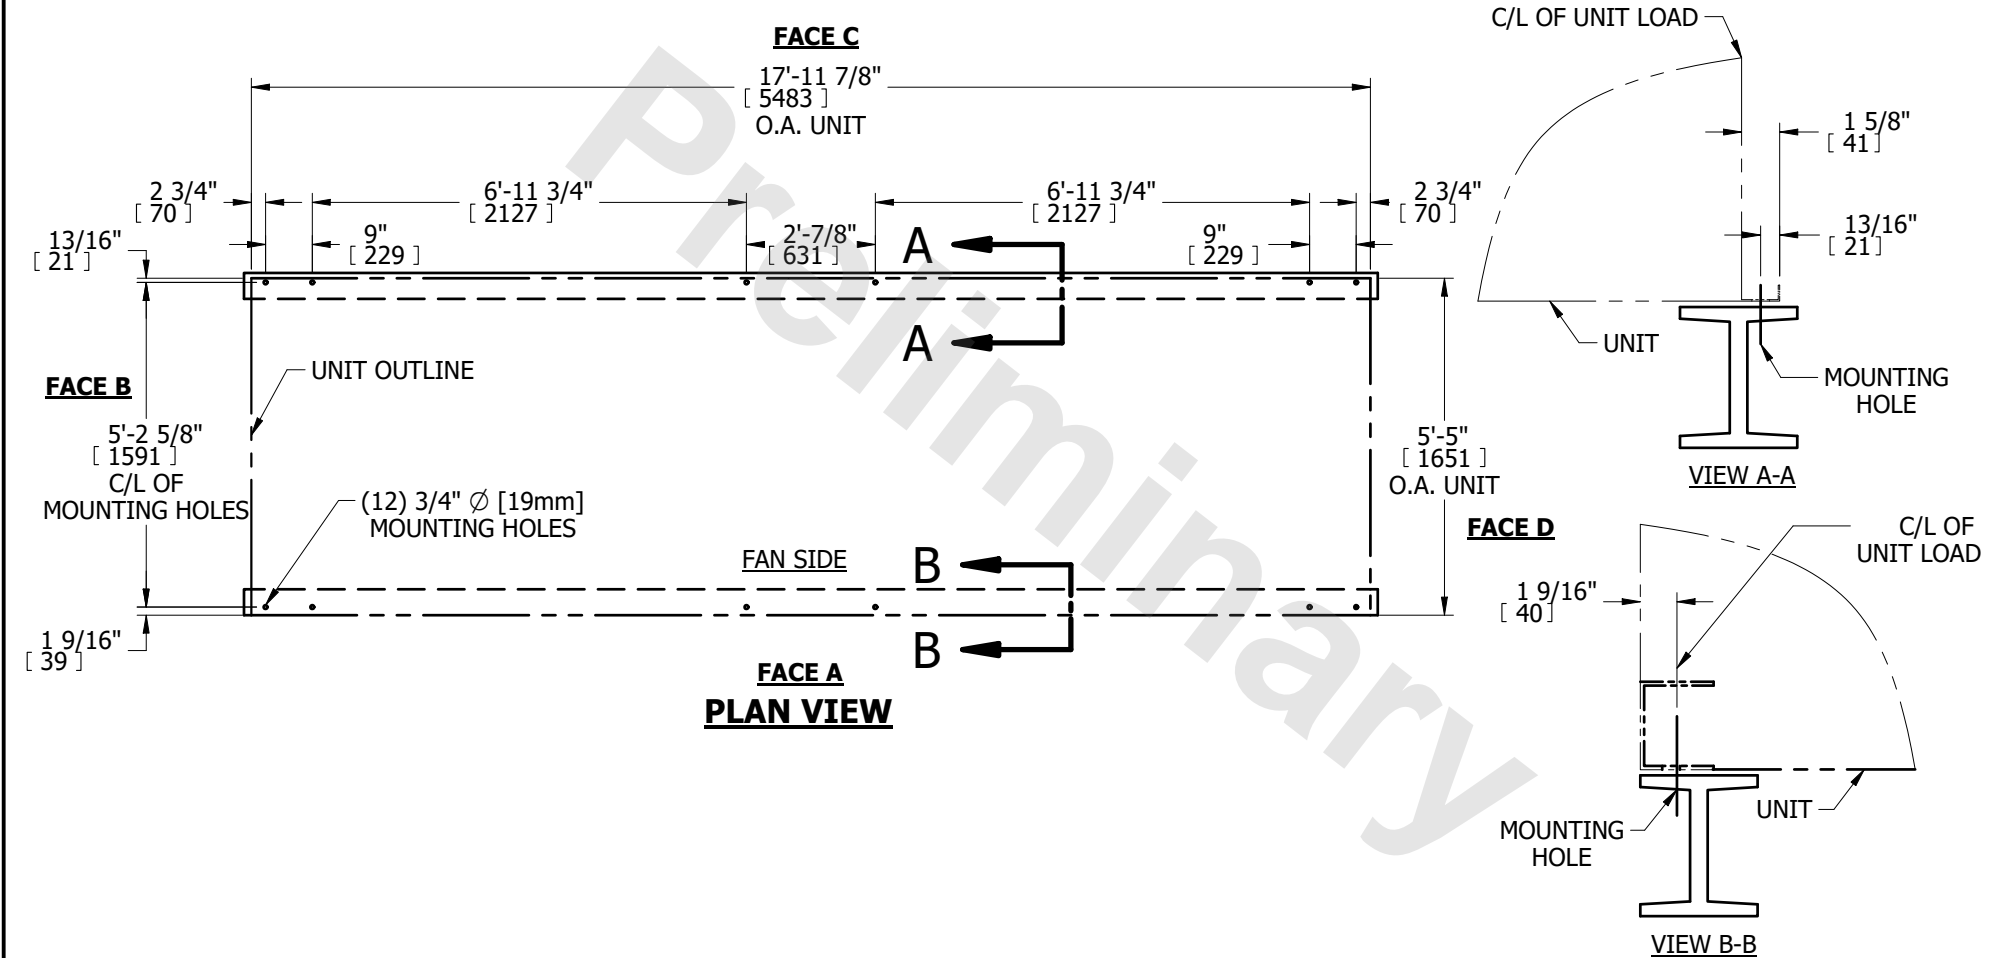 FACE C
17'-11 7/8"
[ 5483 ]
O.A. UNIT
2 3/4"
[ 70 ]
6'-11 3/4"
[ 2127 ]
6'-11 3/4"
[ 2127 ]
2 3/4"
[ 70 ]
13/16"
[ 21 ]
9"
[ 229 ]
2'-7/8"
[ 631 ]
9"
[ 229 ]
A
A
UNIT OUTLINE
FACE B
5'-2 5/8"
[ 1591 ]
C/L OF
MOUNTING HOLES
(12) 3/4" Ø [19mm]
MOUNTING HOLES
5'-5"
[ 1651 ]
O.A. UNIT
FACE D
FAN SIDE
B
B
1 9/16"
[ 39 ]
FACE A
PLAN VIEW
C/L OF UNIT LOAD
1 5/8"
[ 41 ]
13/16"
[ 21 ]
UNIT
MOUNTING
HOLE
VIEW A-A
C/L OF
UNIT LOAD
1 9/16"
[ 40 ]
UNIT
MOUNTING
HOLE
VIEW B-B
Preliminary